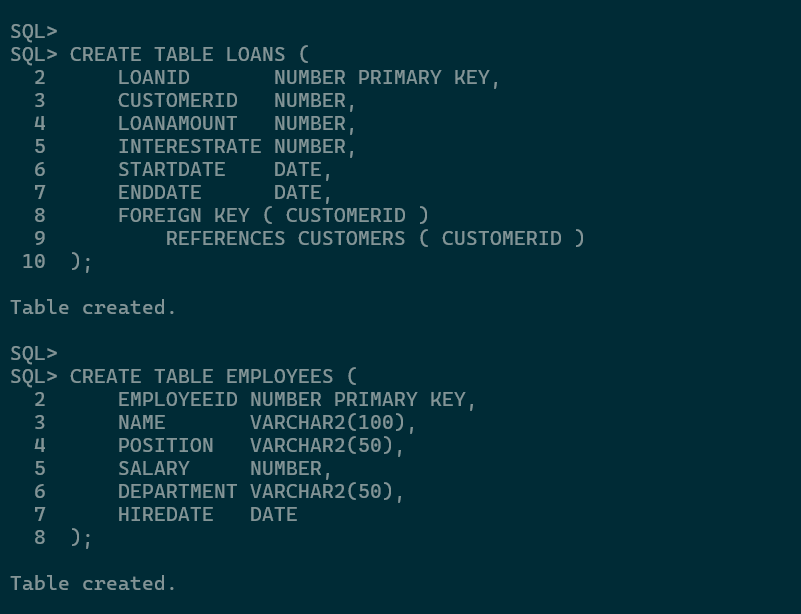 SQL>
SQL> CREATE TABLE LOANS (
  2      LOANID       NUMBER PRIMARY KEY,
  3      CUSTOMERID   NUMBER,
  4      LOANAMOUNT   NUMBER,
  5      INTERESTRATE NUMBER,
  6      STARTDATE    DATE,
  7      ENDDATE      DATE,
  8      FOREIGN KEY ( CUSTOMERID )
  9          REFERENCES CUSTOMERS ( CUSTOMERID )
 10  );
Table created.
SQL>
SQL> CREATE TABLE EMPLOYEES (
  2      EMPLOYEEID NUMBER PRIMARY KEY,
  3      NAME       VARCHAR2(100),
  4      POSITION   VARCHAR2(50),
  5      SALARY     NUMBER,
  6      DEPARTMENT VARCHAR2(50),
  7      HIREDATE   DATE
  8  );
Table created.